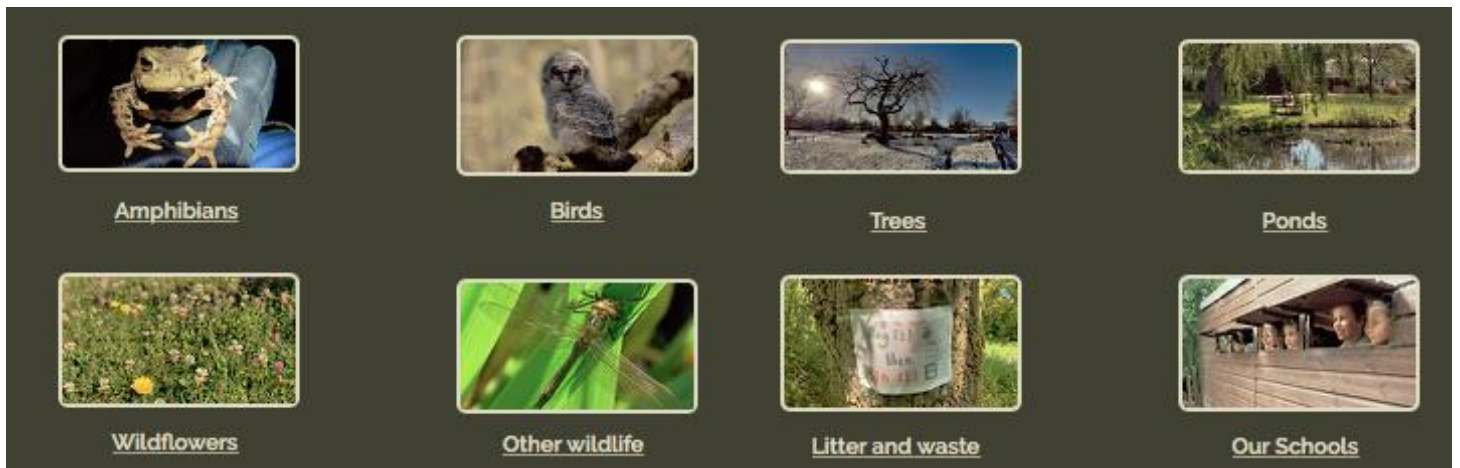 Amphibians
Birds
Trees
Ponds
Wildflowers
Other wildlife
Litter and waste
Our Schools